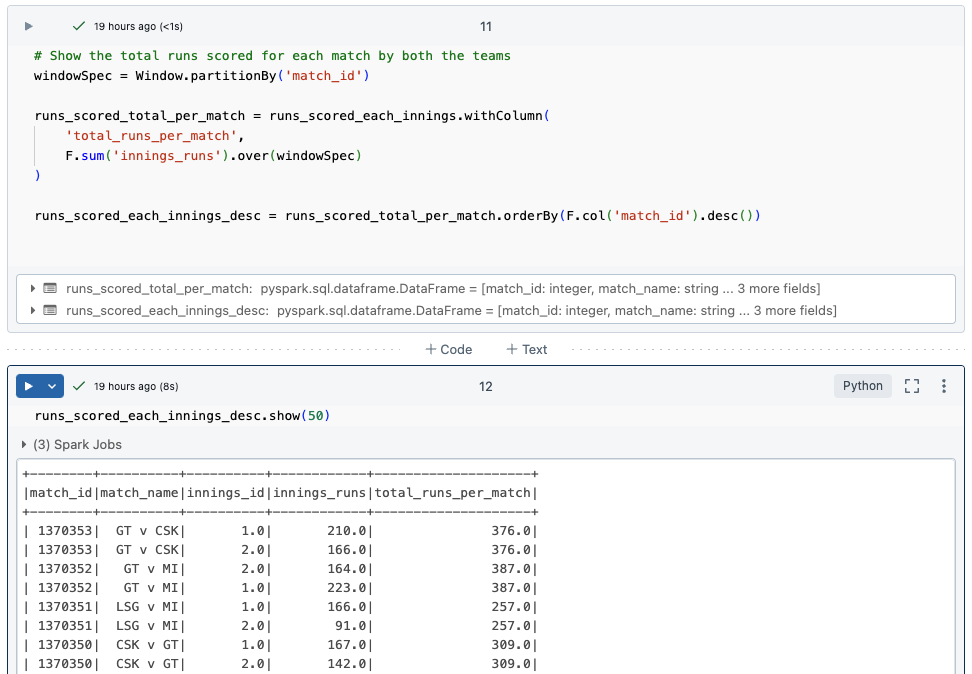 19 hours ago (<1s)
11
# Show the total runs scored for each match by both the teams
windowSpec = Window.partitionBy('match_id')
runs_scored_total_per_match = runs_scored_each_innings.withColumn(
    'total_runs_per_match',
    F.sum('innings_runs').over(windowSpec)
)
runs_scored_each_innings_desc = runs_scored_total_per_match.orderBy(F.col('match_id').desc())
runs_scored_total_per_match: pyspark.sql.dataframe.DataFrame = [match_id: integer, match_name: string ... 3 more fields]
runs_scored_each_innings_desc: pyspark.sql.dataframe.DataFrame = [match_id: integer, match_name: string ... 3 more fields]
+ Code + Text
19 hours ago (8s)
12
Python
runs_scored_each_innings_desc.show(50)
(3) Spark Jobs
+--------+----------+----------+------------+--------------------+
|match_id|match_name|innings_id|innings_runs|total_runs_per_match|
+--------+----------+----------+------------+--------------------+
| 1370353|  GT v CSK|       1.0|       210.0|               376.0|
| 1370353|  GT v CSK|       2.0|       166.0|               376.0|
| 1370352|   GT v MI|       2.0|       164.0|               387.0|
| 1370352|   GT v MI|       1.0|       223.0|               387.0|
| 1370351|  LSG v MI|       1.0|       166.0|               257.0|
| 1370351|  LSG v MI|       2.0|        91.0|               257.0|
| 1370350|  CSK v GT|       1.0|       167.0|               309.0|
| 1370350|  CSK v GT|       2.0|       142.0|               309.0|